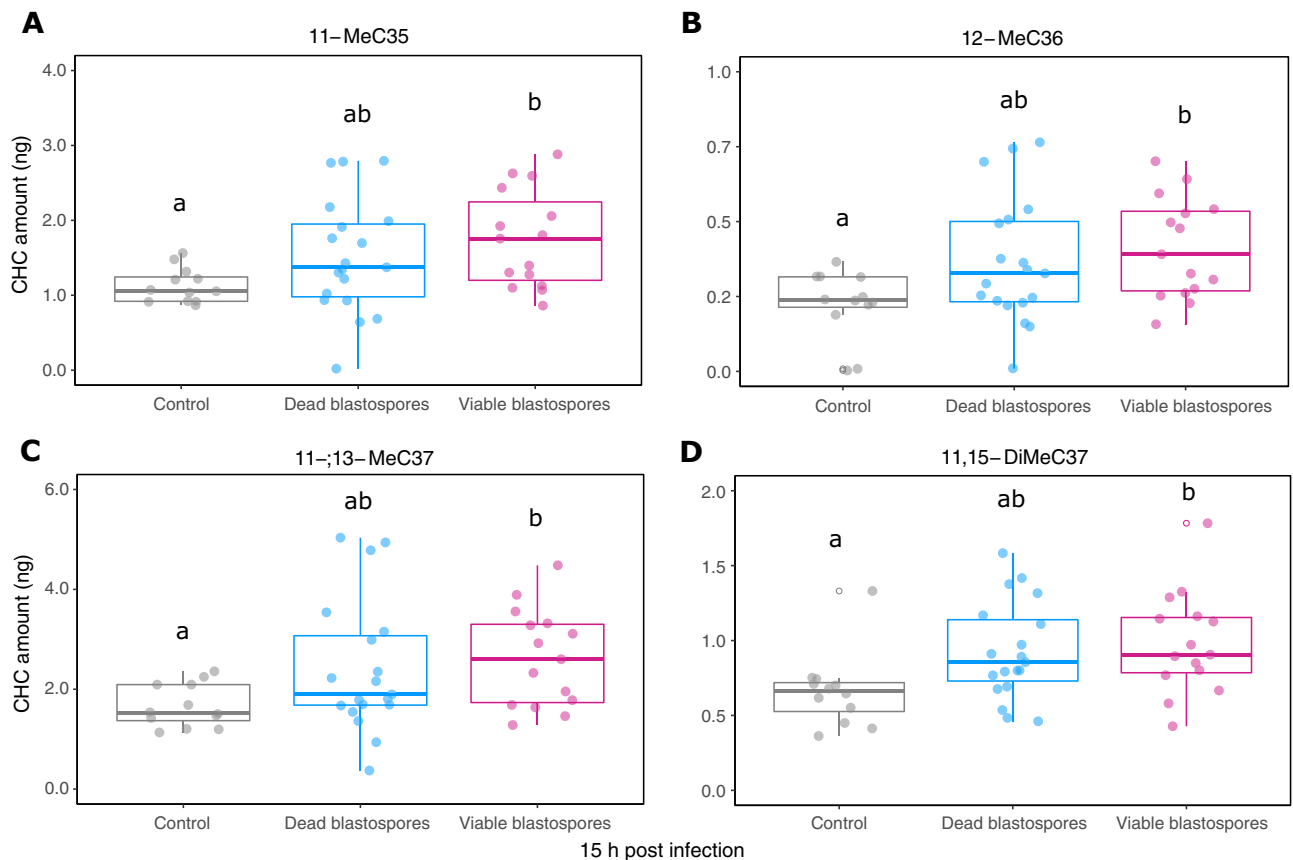 A
11–MeC35
CHC amount (ng)
4.0
3.0
2.0
1.0
0.0
a
ab
b
Control
Dead blastospores
Viable blastospores
B
12–MeC36
1.0
0.7
0.5
0.2
0.0
a
ab
b
Control
Dead blastospores
Viable blastospores
C
11–;13–MeC37
CHC amount (ng)
6.0
4.0
2.0
0.0
a
ab
b
Control
Dead blastospores
Viable blastospores
D
11,15–DiMeC37
2.0
1.5
1.0
0.5
0.0
a
ab
b
Control
Dead blastospores
Viable blastospores
15 h post infection